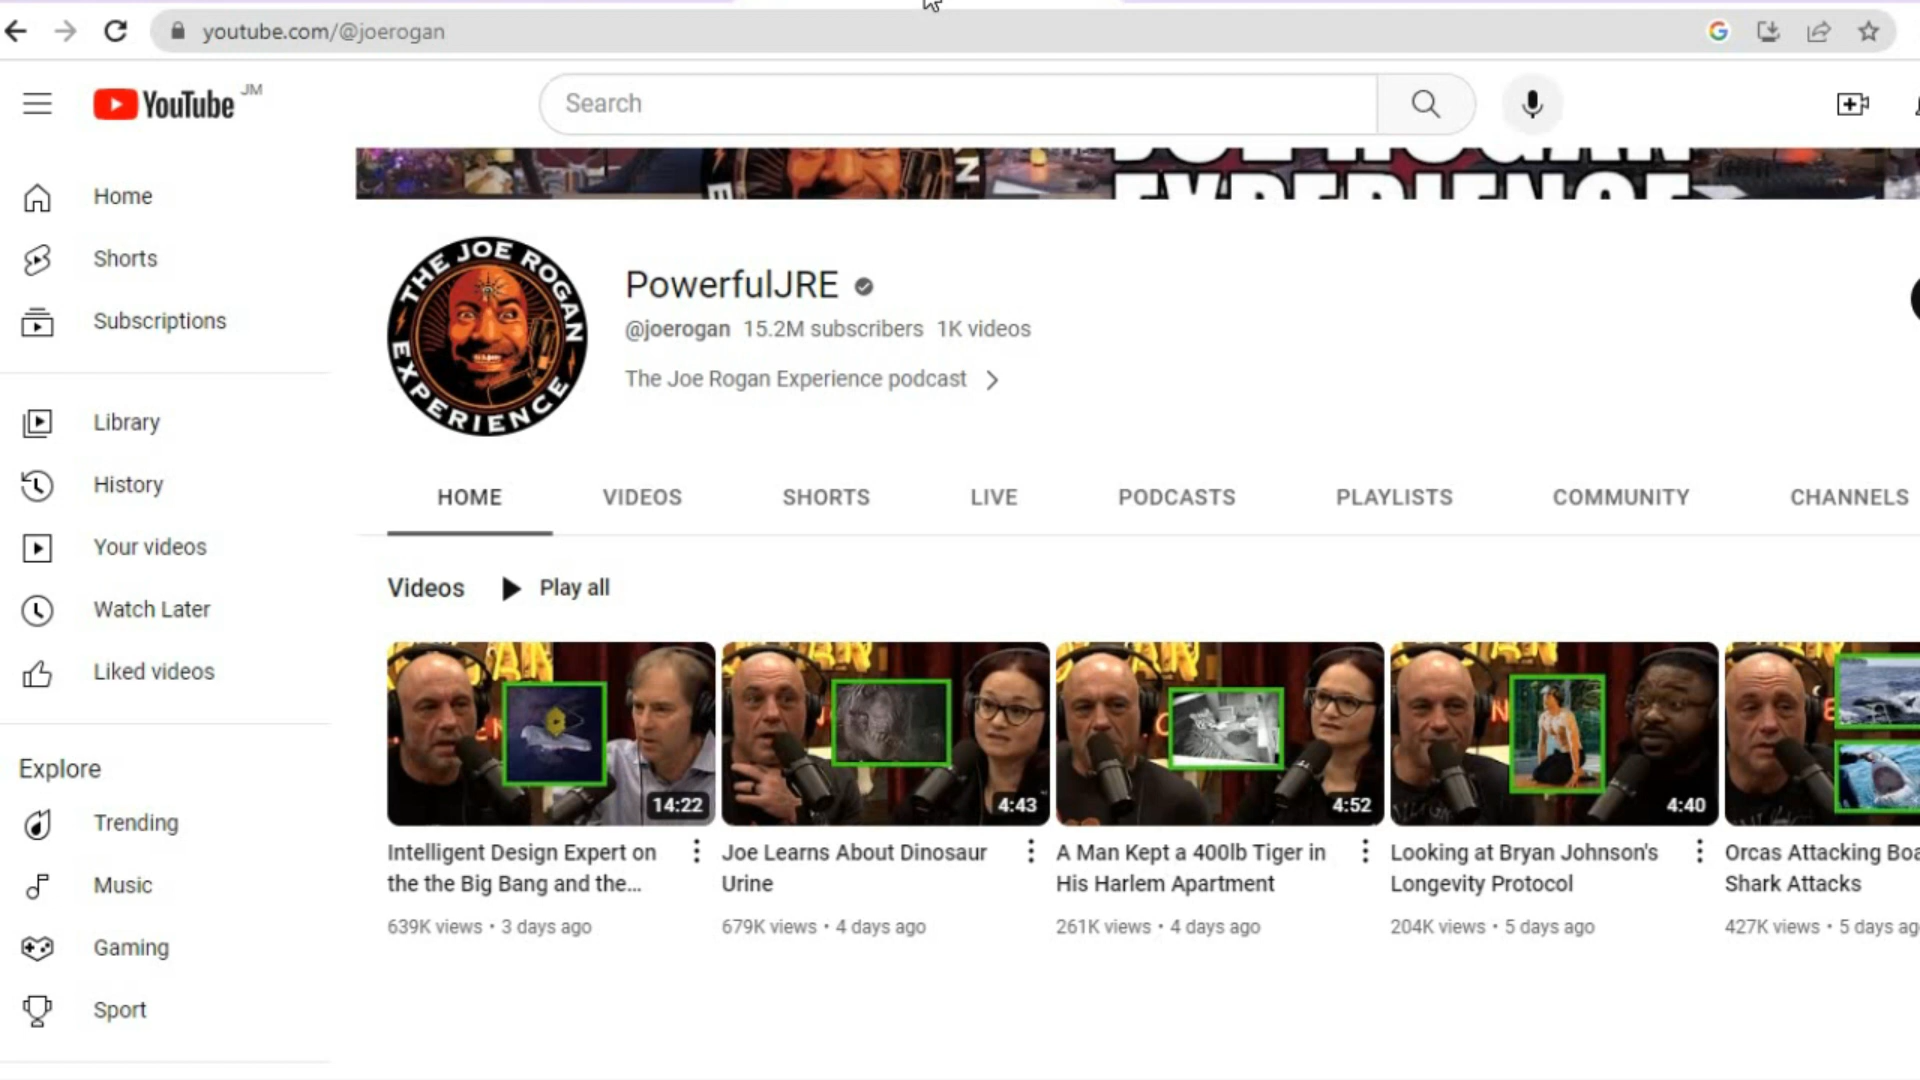 youtube.com/@joerogan
YouTube JM
Search
Home
Shorts
Subscriptions
Library
History
Your videos
Watch Later
Liked videos
Explore
Trending
Music
Gaming
Sport
THE JOE ROGAN
EXPERIENCE
PowerfulJRE
@joerogan 15.2M subscribers 1K videos
The Joe Rogan Experience podcast
HOME VIDEOS SHORTS LIVE PODCASTS PLAYLISTS COMMUNITY CHANNELS
Videos Play all
14:22 4:43 4:52 4:40
Intelligent Design Expert on
the the Big Bang and the...
639K views • 3 days ago
Joe Learns About Dinosaur
Urine
679K views • 4 days ago
A Man Kept a 400lb Tiger in
His Harlem Apartment
261K views • 4 days ago
Looking at Bryan Johnson's
Longevity Protocol
204K views • 5 days ago
Orcas Attacking Boa
Shark Attacks
427K views • 5 days ag